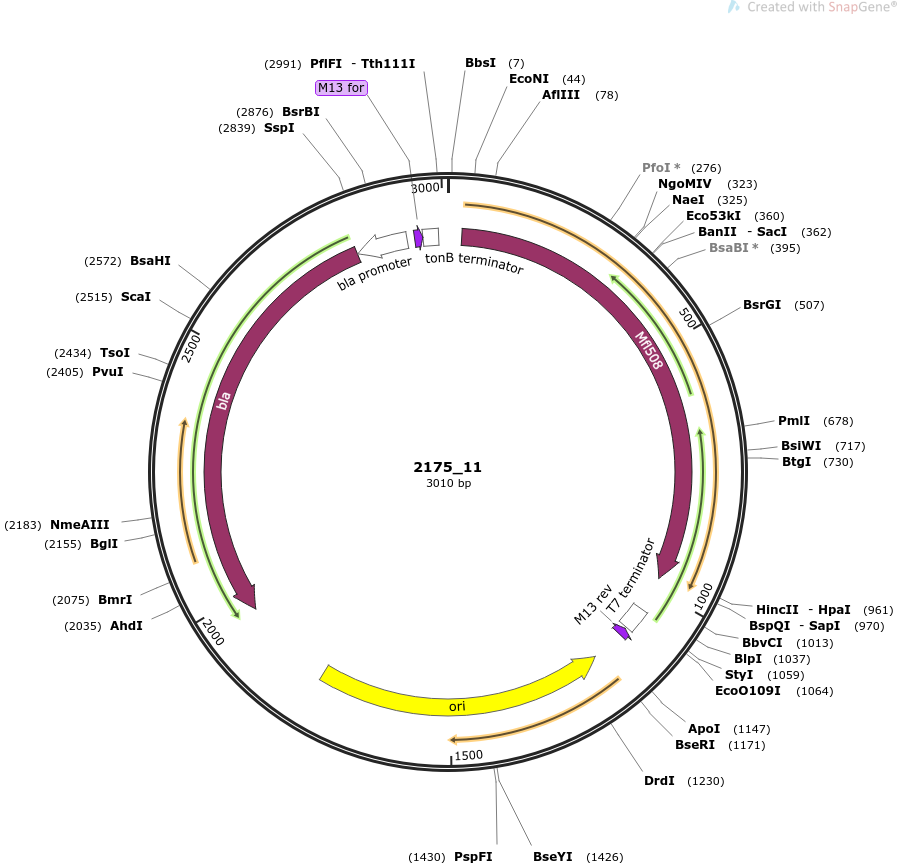 Created with SnapGene®
(2991) PflFI - Tth111I
BbsI (7)
M13 for
EcoNI (44)
AflIII (78)
(2876) BsrBI
(2839) SspI
PfoI * (276)
NgoMIV (323)
NaeI (325)
Eco53kI (360)
BanII - SacI (362)
BsaBI * (395)
3000
tonB terminator
bla promoter
(2572) BsaHI
(2515) ScaI
BsrGI (507)
500
2500
Mfl508
(2434) TsoI
(2405) PvuI
bla
PmlI (678)
BsiWI (717)
BtgI (730)
2175_11
3010 bp
(2183) NmeAIII
(2155) BglI
(2075) BmrI
(2035) AhdI
2000
T7 terminator
M13 rev
1000
HincII - HpaI (961)
BspQI - SapI (970)
BbvCI (1013)
BlpI (1037)
StyI (1059)
EcoO109I (1064)
ori
ApoI (1147)
BseRI (1171)
1500
DrdI (1230)
(1430) PspFI
BseYI (1426)